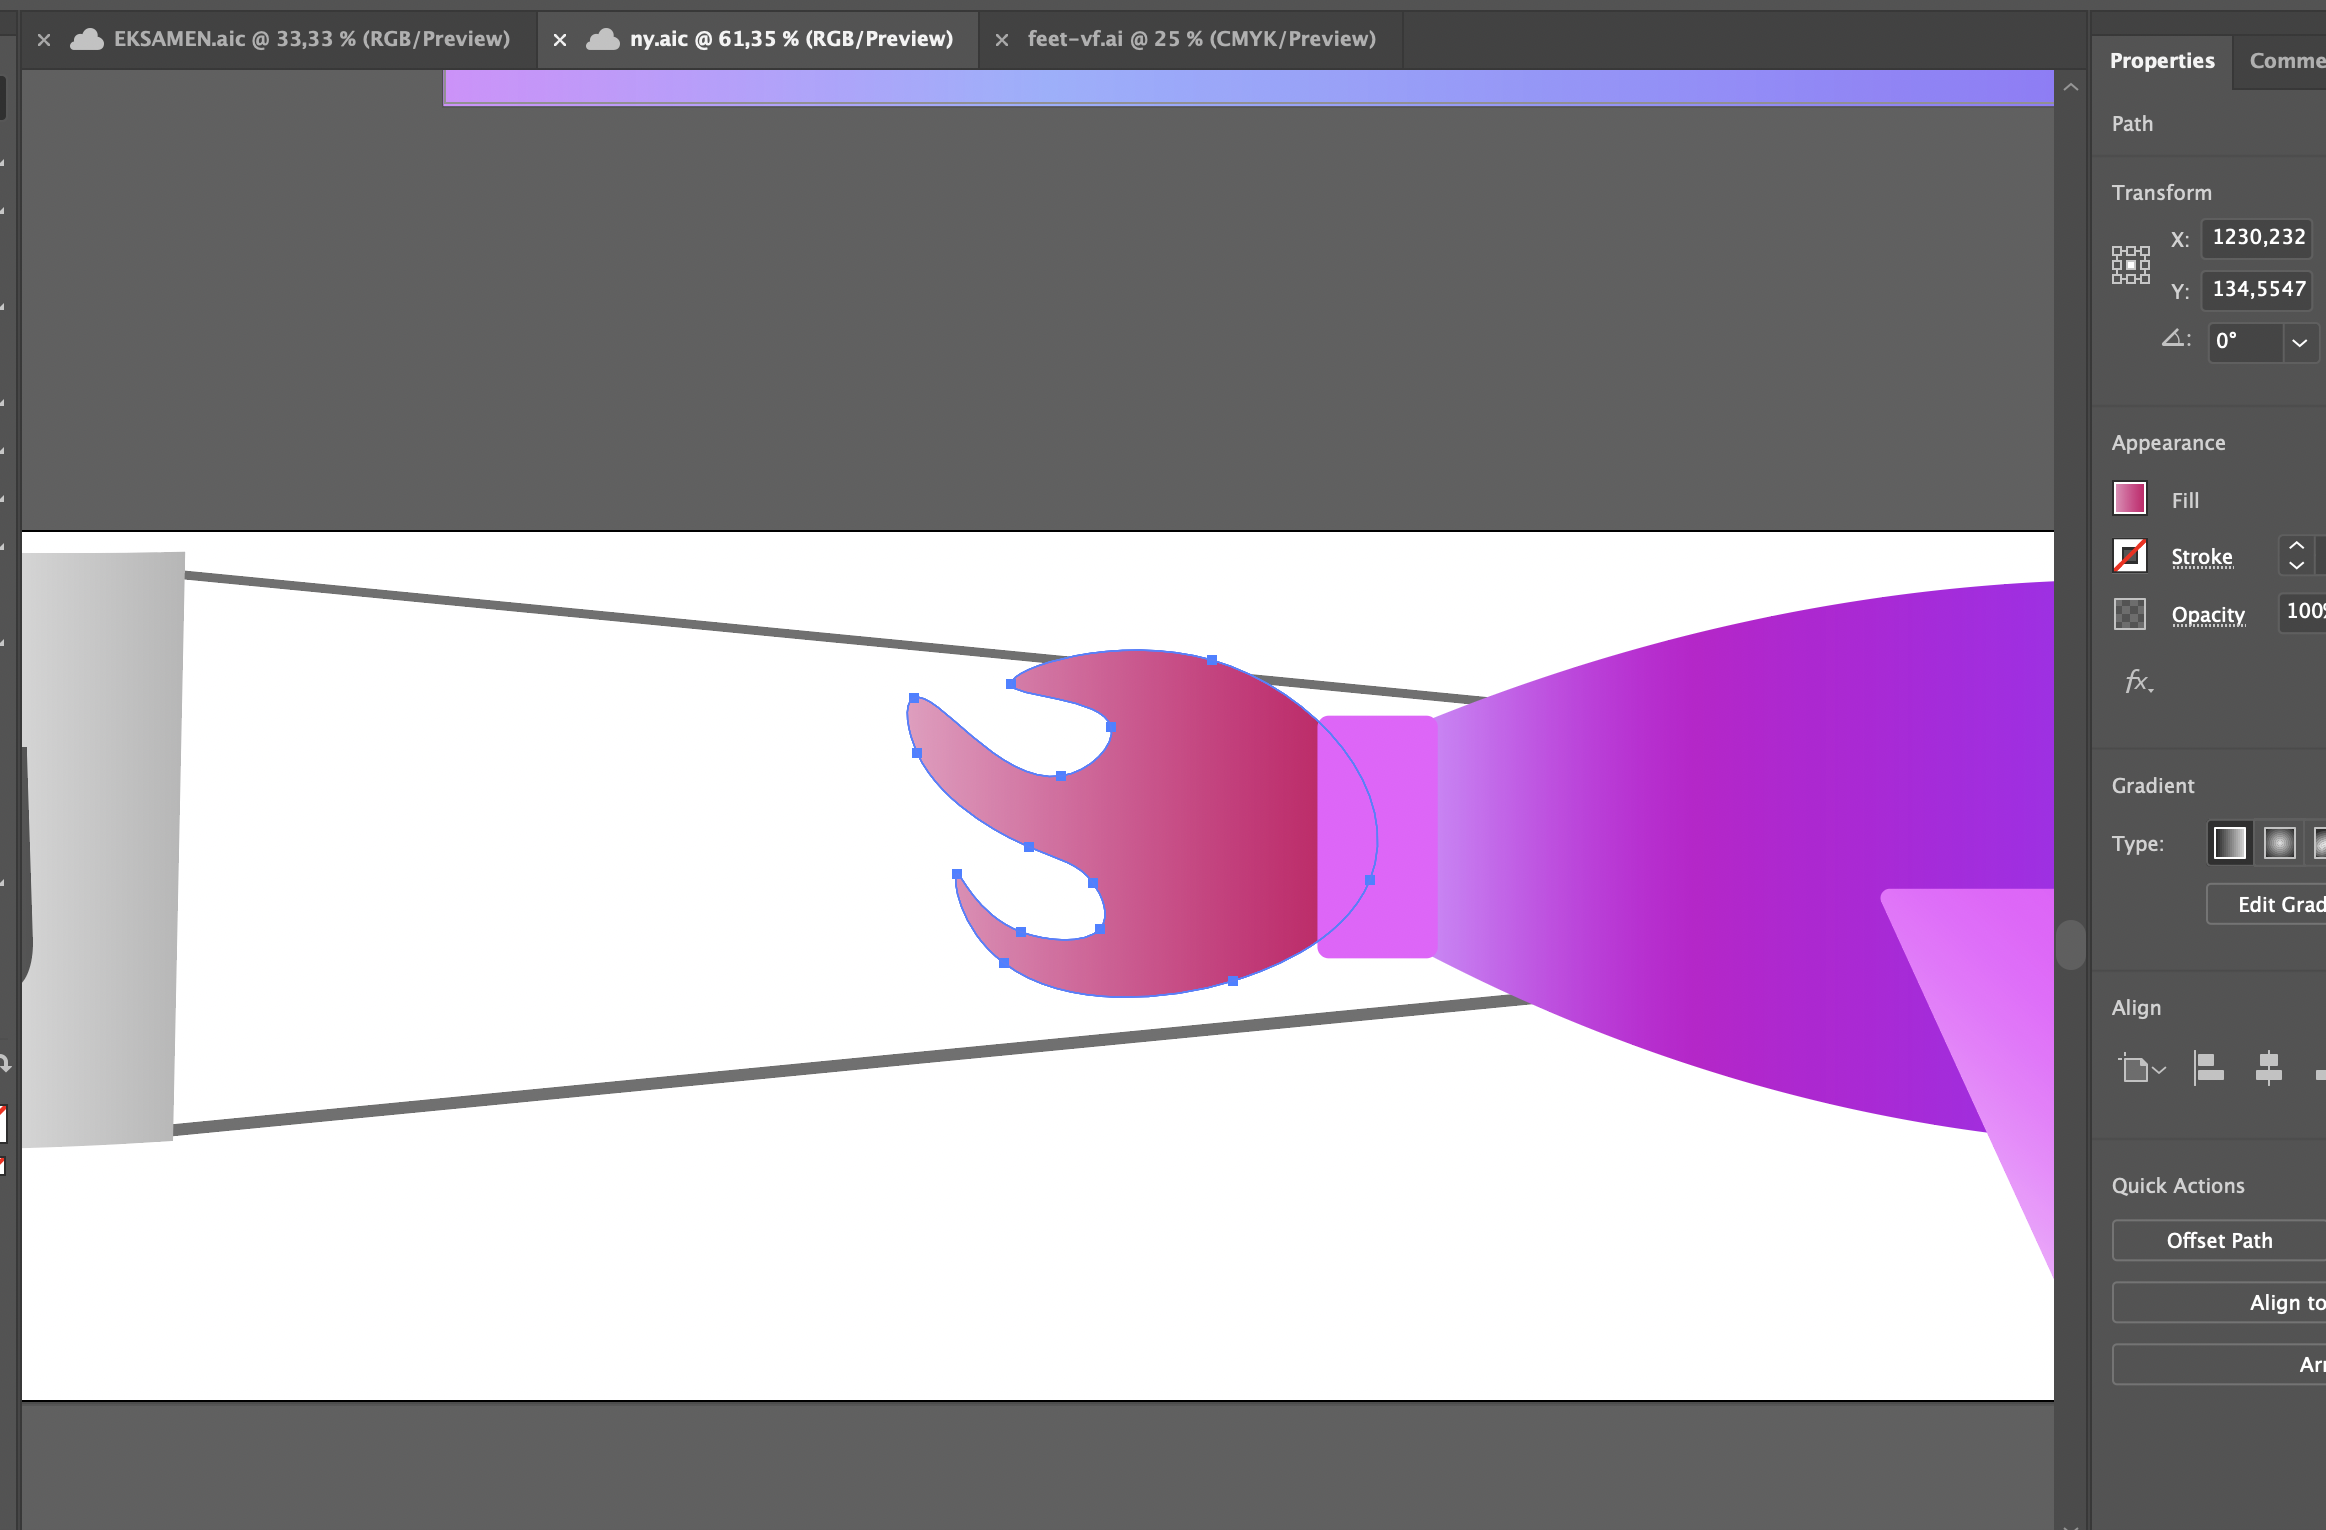 EKSAMEN.aic @ 33,33 % (RGB/Preview)
ny.aic @ 61,35 % (RGB/Preview)
feet-vf.ai @ 25 % (CMYK/Preview)
Properties
Comme
Path
Transform
X: 1230,232
Y: 134,5547
0°
Appearance
Fill
Stroke
Opacity 100%
fx.
Gradient
Type:
Edit Grad
Align
Quick Actions
Offset Path
Align to
Arr